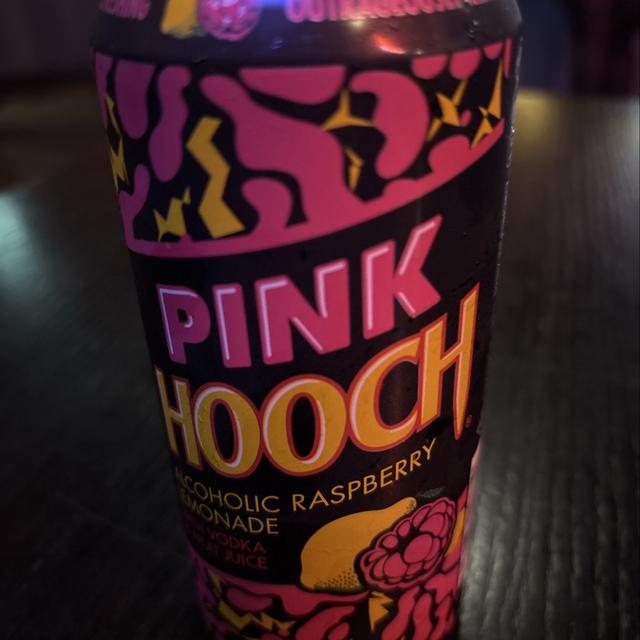 PINK
HOOCH
ALCOHOLIC RASPBERRY
LEMONADE
VODKA
JUICE